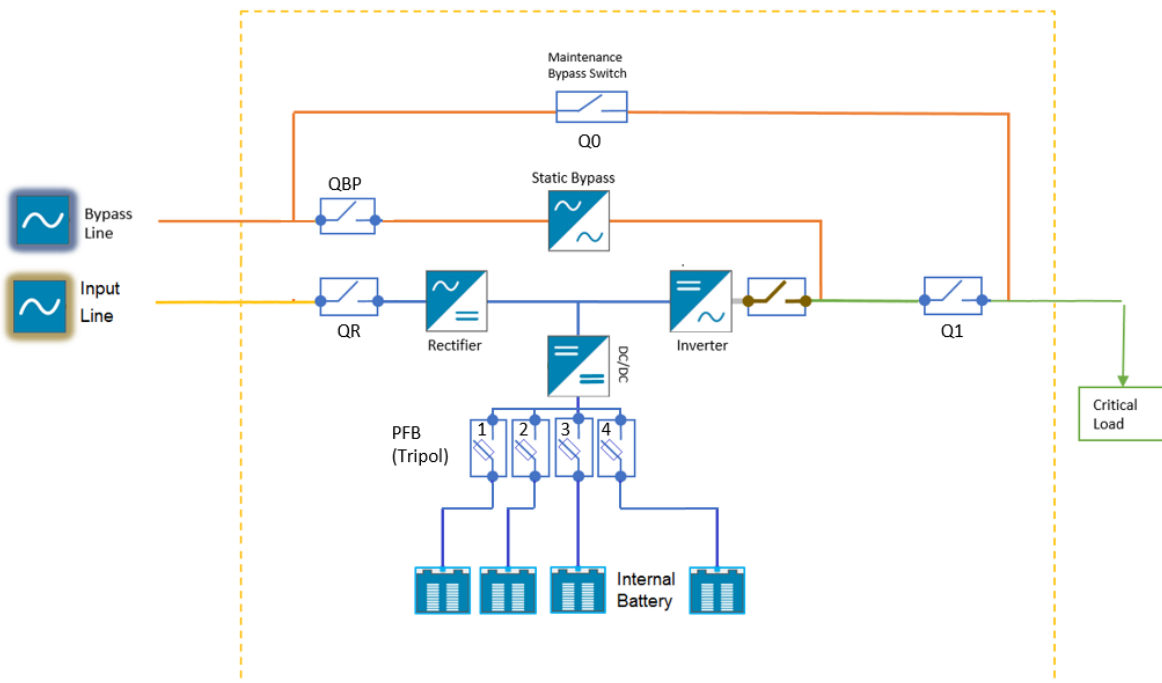 Maintenance
Bypass Switch
Q0
QBP
Static Bypass
Bypass
Line
Input
Line
QR
Rectifier
Inverter
Q1
DC/DC
PFB
(Tripol)
1
2
3
4
Critical
Load
Internal
Battery